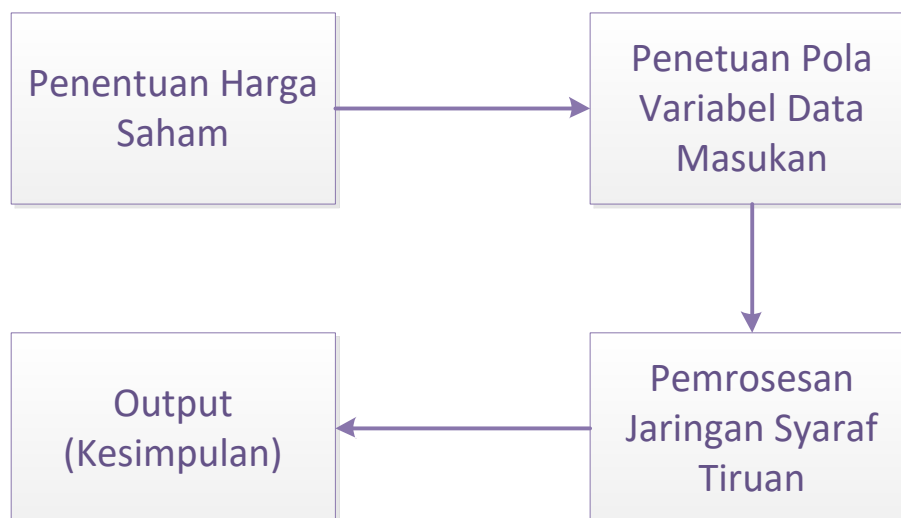 Penentuan Harga
Saham
Penetuan Pola
Variabel Data
Masukan
Pemrosesan
Jaringan Syaraf
Tiruan
Output
(Kesimpulan)